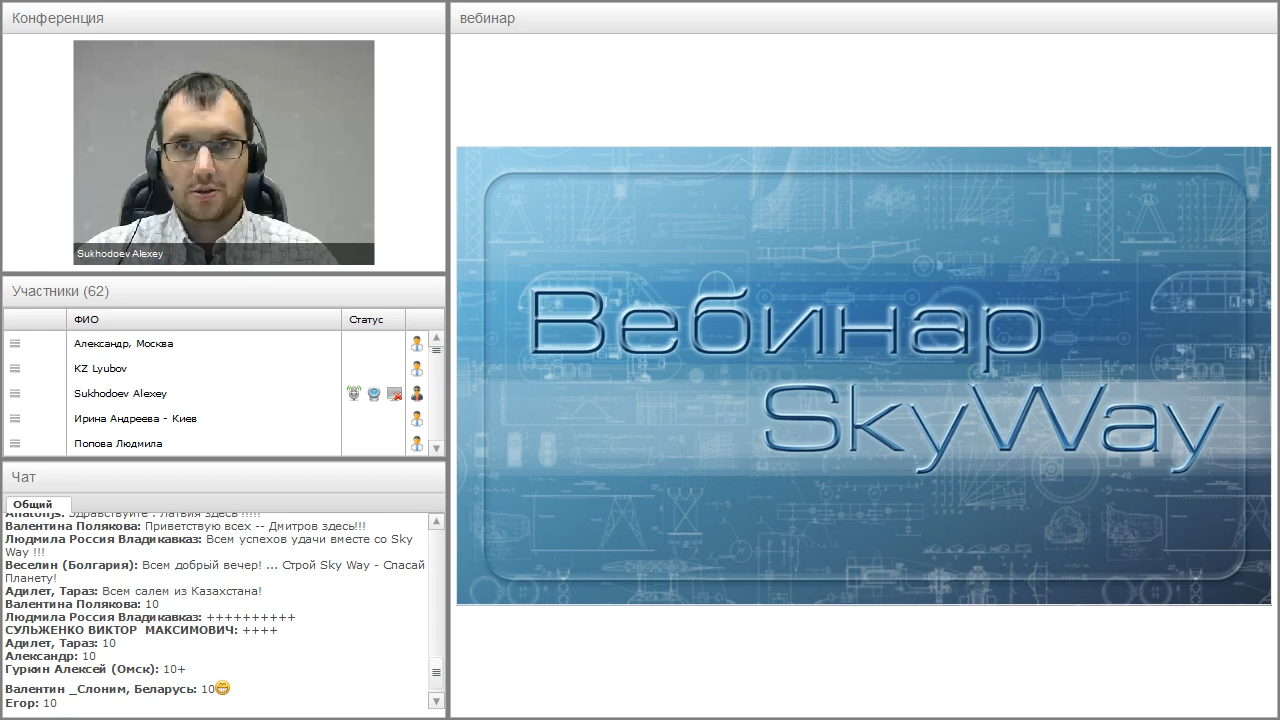 Конференция
Sukhodoev Alexey
Участники (62)
ФИО Статус
Александр, Москва
KZ Lyubov
Sukhodoev Alexey
Ирина Андреева - Киев
Попова Людмила
Чат
Общий
Anatolijs: Здравствуйте . Латвия здесь !!!!!
Валентина Полякова: Приветствую всех -- Дмитров здесь!!!
Людмила Россия Владикавказ: Всем успехов удачи вместе со Sky
Way !!!
Веселин (Болгария): Всем добрый вечер! ... Строй Sky Way - Спасай
Планету!
Адилет, Тараз: Всем салем из Казахстана!
Валентина Полякова: 10
Людмила Россия Владикавказ: ++++++++++
СУЛЬЖЕНКО ВИКТОР МАКСИМОВИЧ: ++++
Адилет, Тараз: 10
Александр: 10
Гуркин Алексей (Омск): 10+
Валентин _Слоним, Беларусь: 10
Егор: 10
вебинар
Вебинар
SkyWay